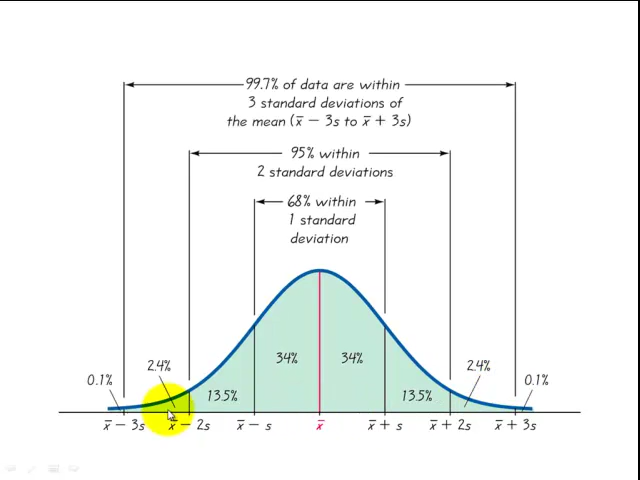 99.7% of data are within
3 standard deviations of
the mean (x̅ − 3s to x̅ + 3s)
95% within
2 standard deviations
68% within
1 standard
deviation
34% 34%
2.4% 2.4%
0.1% 0.1%
13.5% 13.5%
x̅ − 3s x̅ − 2s x̅ − s x̅ x̅ + s x̅ + 2s x̅ + 3s